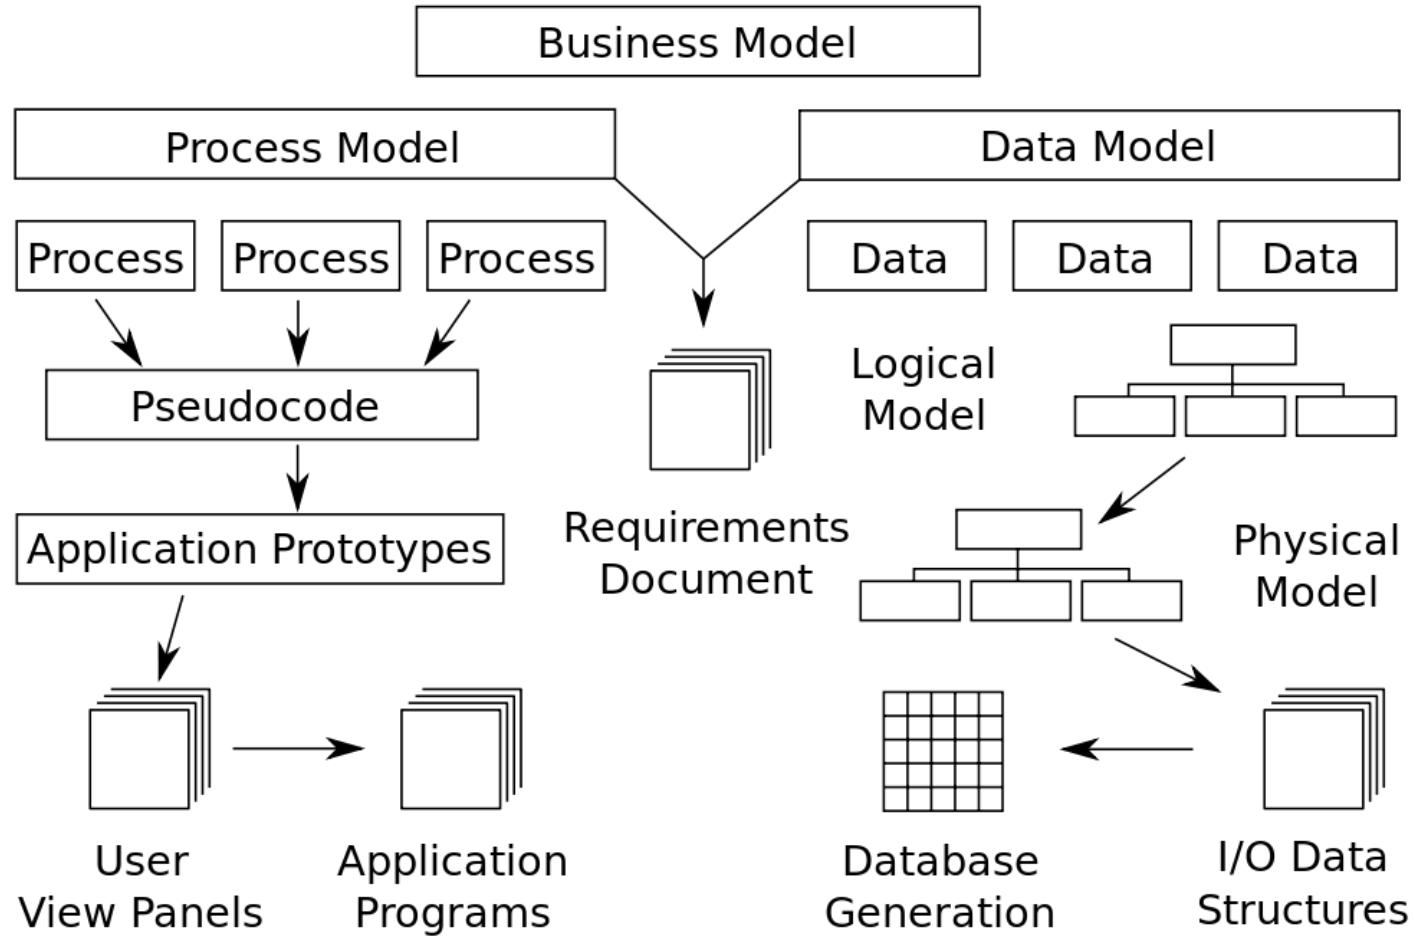 Business Model
Process Model
Data Model
Process
Process
Process
Data
Data
Data
Pseudocode
Logical
Model
Application Prototypes
Requirements
Document
Physical
Model
User
View Panels
Application
Programs
Database
Generation
I/O Data
Structures